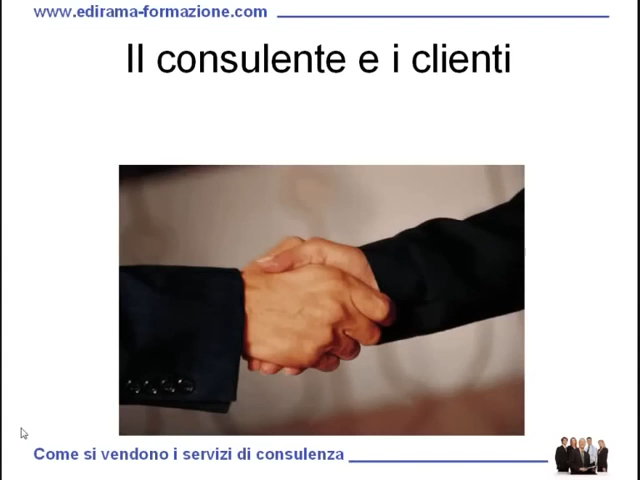 www.edirama-formazione.com
Il consulente e i clienti
Come si vendono i servizi di consulenza